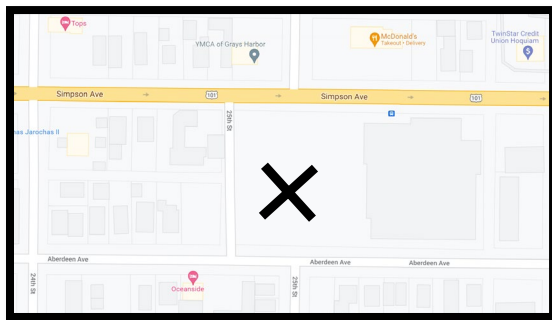 Tops
YMCA of Grays Harbor
McDonald's
Takeout • Delivery
TwinStar Credit
Union Hoquiam
$
Simpson Ave
101
Simpson Ave
101
25th St
as Jarochas II
Aberdeen Ave
Aberdeen Ave
Aberdeen Ave
24th St
Oceanside
25th St